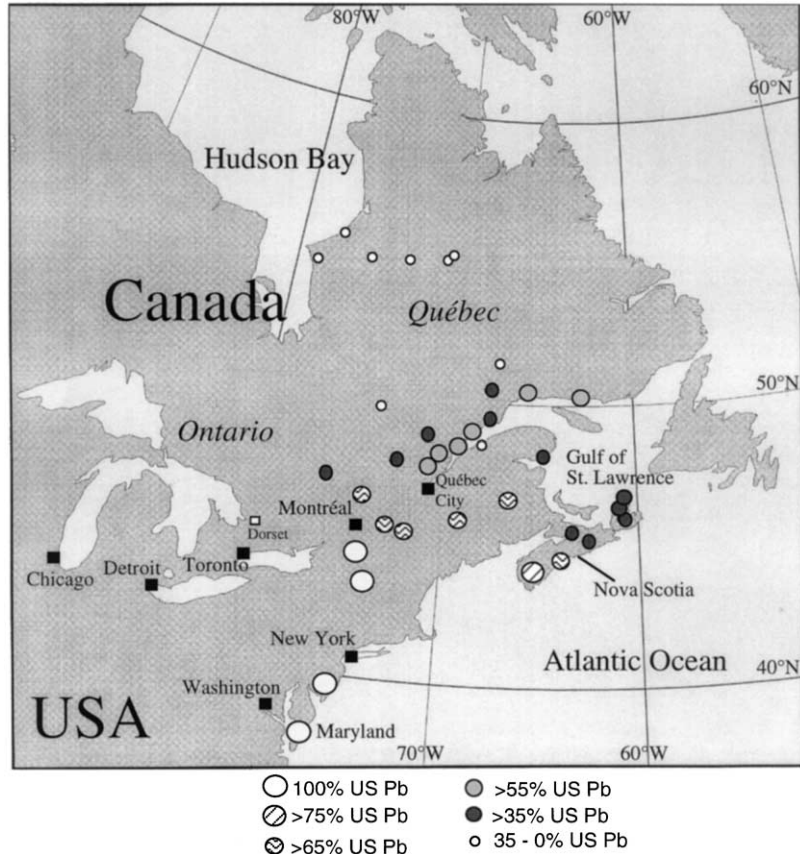 80°W
60°W
60°N
Hudson Bay
Canada
Québec
50°N
Ontario
Gulf of
St. Lawrence
Québec
City
Montréal
Dorset
Toronto
Detroit
Chicago
Nova Scotia
New York
Atlantic Ocean
40°N
Washington
USA
Maryland
70°W
60°W
100% US Pb
>55% US Pb
>75% US Pb
>35% US Pb
>65% US Pb
35 - 0% US Pb